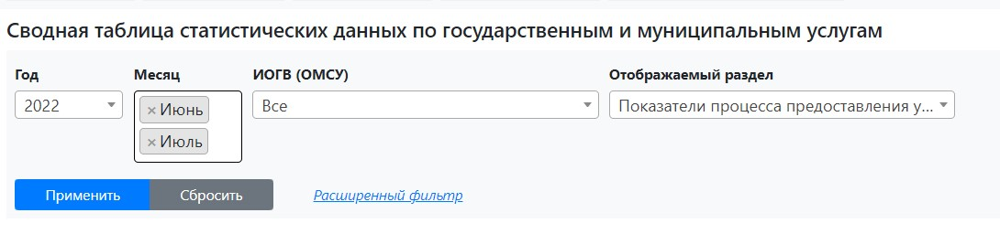 Сводная таблица статистических данных по государственным и муниципальным услугам
Год Месяц ИОГВ (ОМСУ) Отображаемый раздел
2022 × Июнь Все Показатели процесса предоставления у...
× Июль
Применить Сбросить Расширенный фильтр